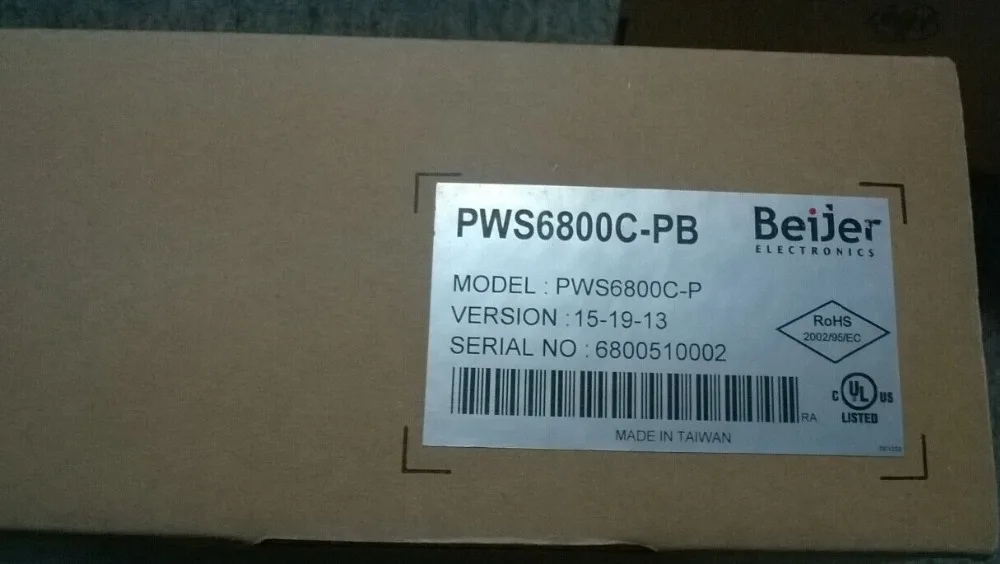 PWS6800C-PB
Beijer
ELECTRONICS
MODEL : PWS6800C-P
VERSION : 15-19-13
SERIAL NO : 6800510002
RoHS
2002/95/EC
C UL US
LISTED
RA
MADE IN TAIWAN